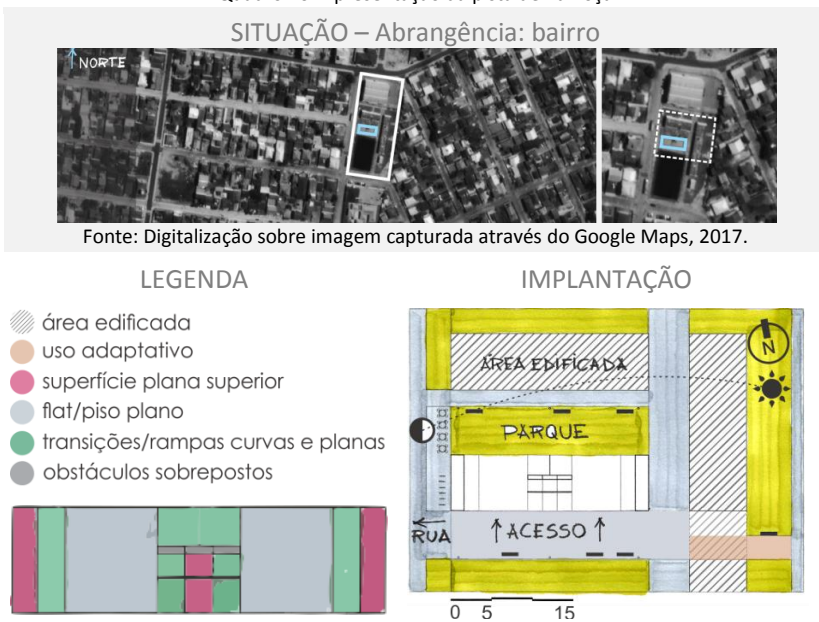 SITUAÇÃO – Abrangência: bairro
NORTE
Fonte: Digitalização sobre imagem capturada através do Google Maps, 2017.
LEGENDA
área edificada
uso adaptativo
superfície plana superior
flat/piso plano
transições/rampas curvas e planas
obstáculos sobrepostos
IMPLANTAÇÃO
ÁREA EDIFICADA
N
PARQUE
RUA
ACESSO
0 5 15